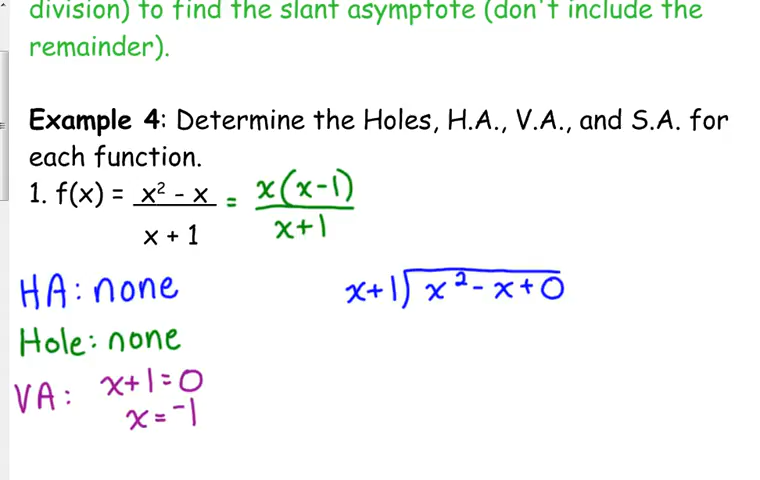 division) to find the slant asymptote (don't include the
remainder).
Example 4: Determine the Holes, H.A., V.A., and S.A. for
each function.
1. f(x) = x² - x / x + 1 = x(x-1) / x+1
HA: none
x+1 ) x² - x + 0
Hole: none
VA: x+1=0
x = ⁻1